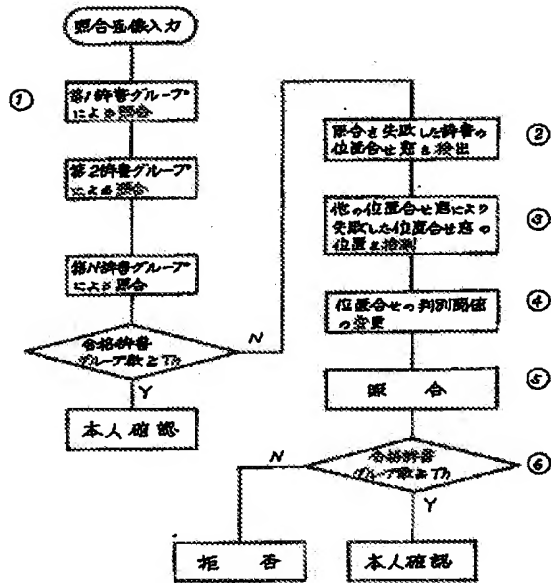 照合画像入力
①
第1辞書グループ
による照合
第2辞書グループ
による照合
第N辞書グループ
による照合
合格辞書
グループ数≧Th
N
Y
本人確認
照合を失敗した辞書の
位置合せ窓を検出
②
他の位置合せ窓により
失敗した位置合せ窓の
位置を推測
③
位置合せの判別閾値
の変更
④
照合
⑤
合格辞書
グループ数≧Th
⑥
N
Y
拒否
本人確認